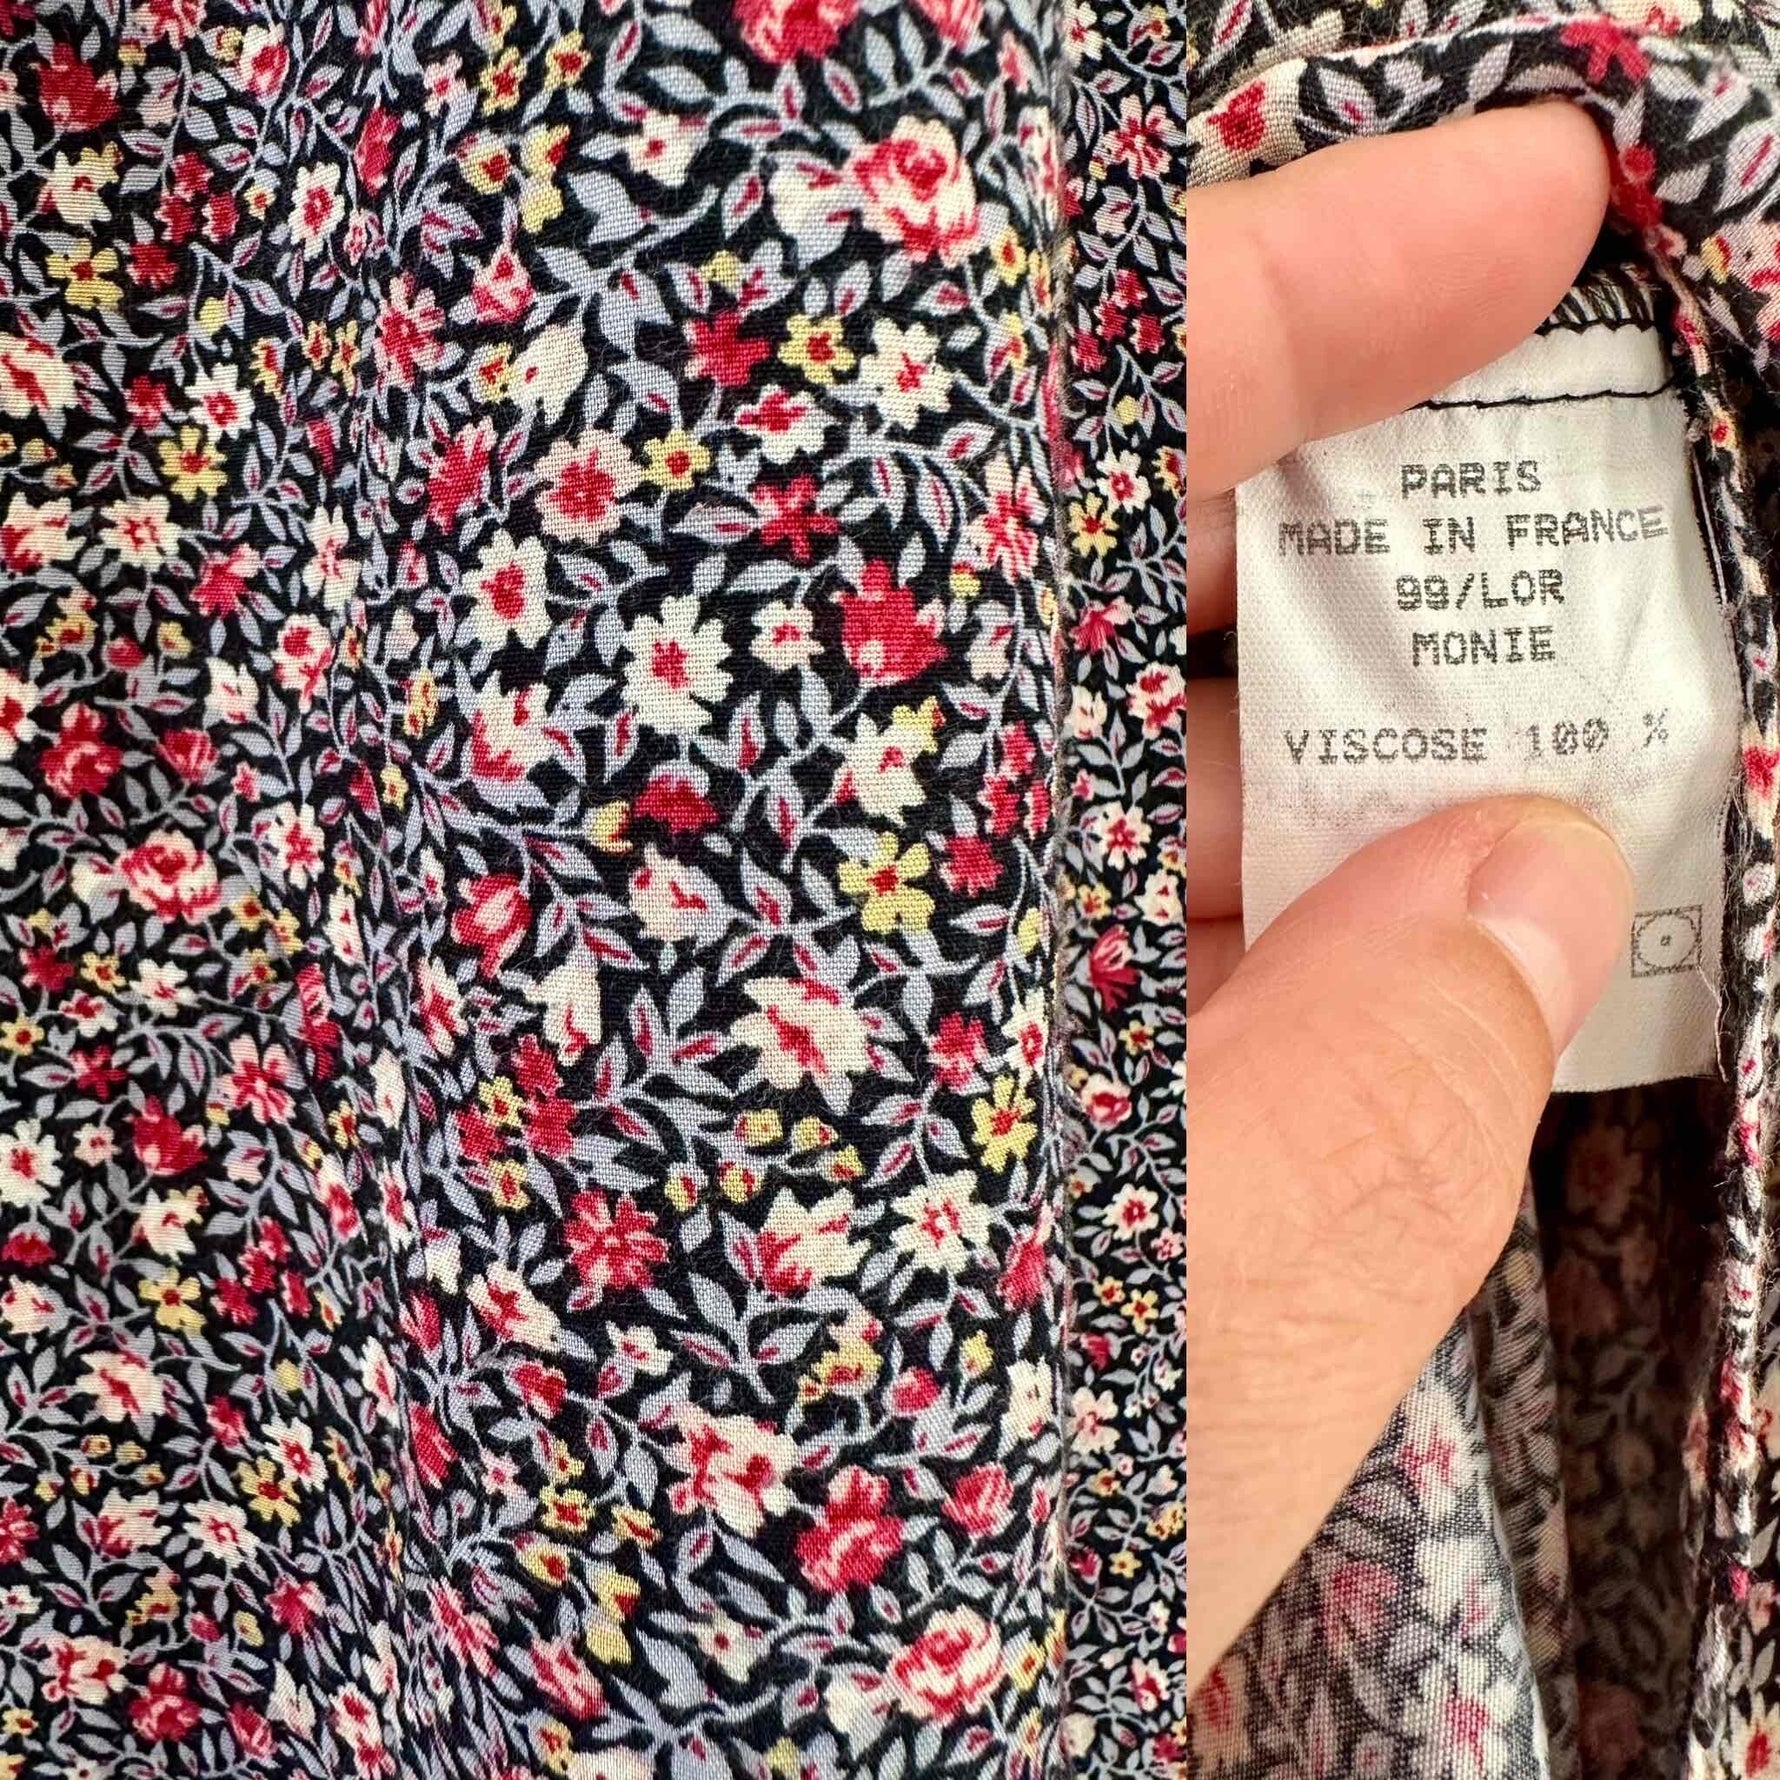 PARIS
MADE IN FRANCE
99/LOR
MONIE
VISCOSE 100 %